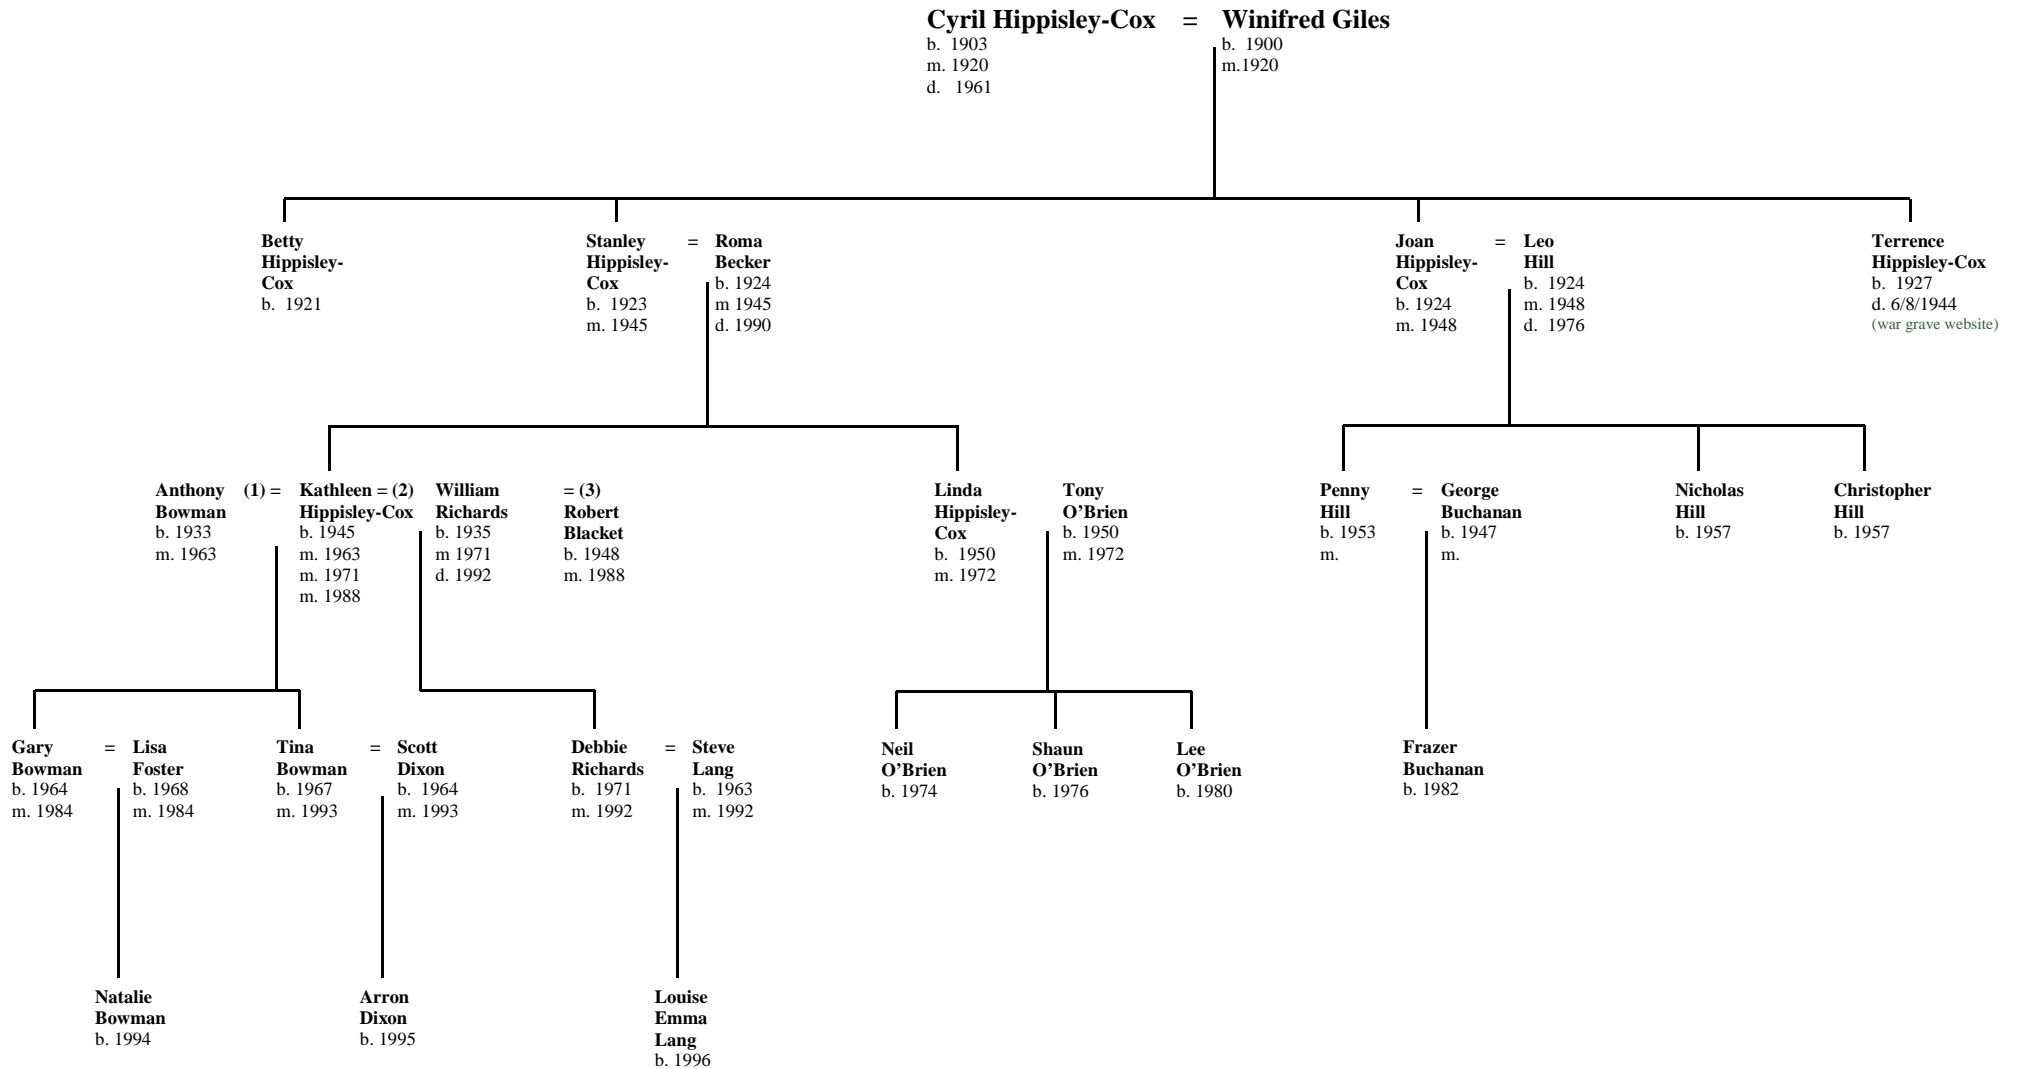 Cyril Hippisley-Cox = Winifred Giles
b. 1903
m. 1920
d. 1961
b. 1900
m.1920
Betty
Hippisley-
Cox
b. 1921
Stanley
Hippisley-
Cox
b. 1923
m. 1945
=
Roma
Becker
b. 1924
m 1945
d. 1990
Joan
Hippisley-
Cox
b. 1924
m. 1948
=
Leo
Hill
b. 1924
m. 1948
d. 1976
Terrence
Hippisley-Cox
b. 1927
d. 6/8/1944
(war grave website)
Anthony (1) =
Bowman
b. 1933
m. 1963
Kathleen = (2)
Hippisley-Cox
b. 1945
m. 1963
m. 1971
m. 1988
William
Richards
b. 1935
m 1971
d. 1992
= (3)
Robert
Blacket
b. 1948
m. 1988
Linda
Hippisley-
Cox
b. 1950
m. 1972
Tony
O’Brien
b. 1950
m. 1972
Penny
Hill
b. 1953
m.
=
George
Buchanan
b. 1947
m.
Nicholas
Hill
b. 1957
Christopher
Hill
b. 1957
Gary
Bowman
b. 1964
m. 1984
=
Lisa
Foster
b. 1968
m. 1984
Tina
Bowman
b. 1967
m. 1993
=
Scott
Dixon
b. 1964
m. 1993
Debbie
Richards
b. 1971
m. 1992
=
Steve
Lang
b. 1963
m. 1992
Neil
O’Brien
b. 1974
Shaun
O’Brien
b. 1976
Lee
O’Brien
b. 1980
Frazer
Buchanan
b. 1982
Natalie
Bowman
b. 1994
Arron
Dixon
b. 1995
Louise
Emma
Lang
b. 1996